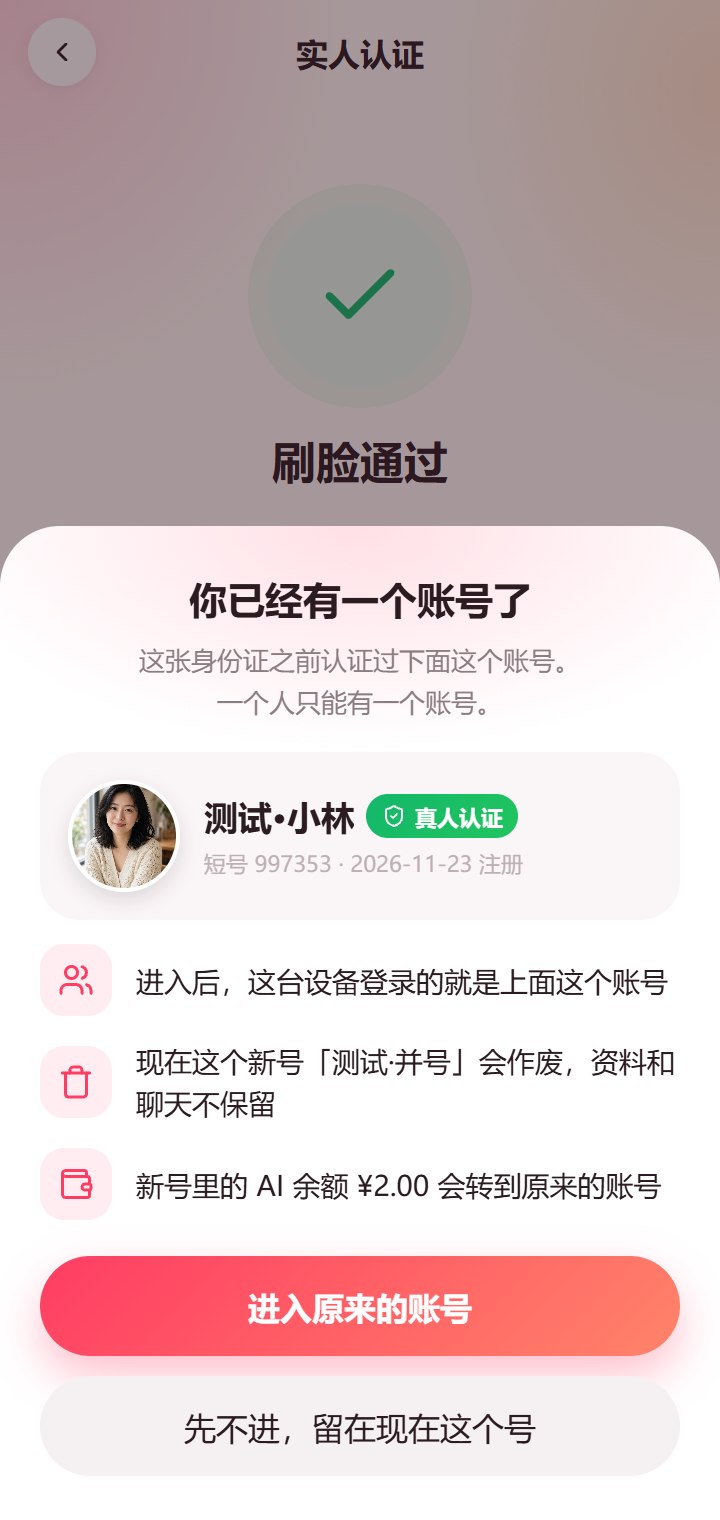 实人认证
刷脸通过
你已经有一个账号了
这张身份证之前认证过下面这个账号。
一个人只能有一个账号。
测试•小林 真人认证
短号 997353 · 2026-11-23 注册
进入后，这台设备登录的就是上面这个账号
现在这个新号「测试·并号」会作废，资料和
聊天不保留
新号里的 AI 余额 ¥2.00 会转到原来的账号
进入原来的账号
先不进，留在现在这个号